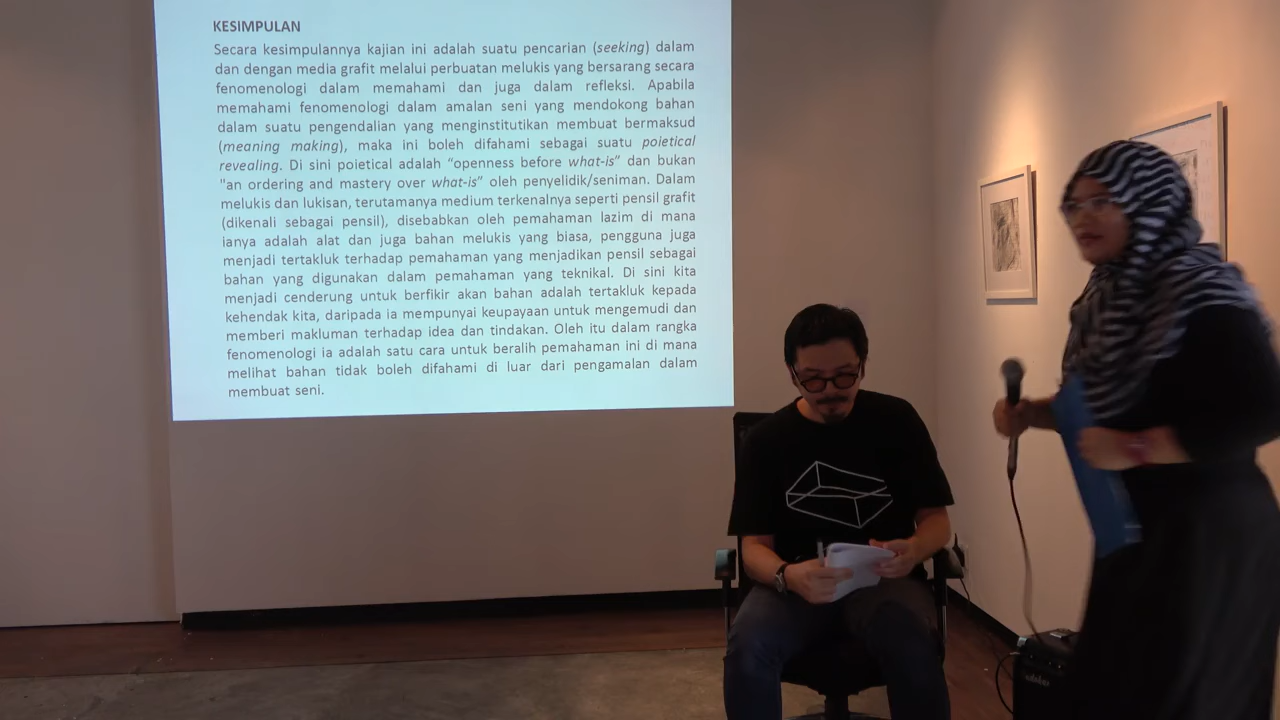 KESIMPULAN
Secara kesimpulannya kajian ini adalah suatu pencarian (seeking) dalam
dan dengan media grafit melalui perbuatan melukis yang bersarang secara
fenomenologi dalam memahami dan juga dalam refleksi. Apabila
memahami fenomenologi dalam amalan seni yang mendokong bahan
dalam suatu pengendalian yang menginstitutikan membuat bermaksud
(meaning making), maka ini boleh difahami sebagai suatu poietical
revealing. Di sini poietical adalah “openness before what-is” dan bukan
"an ordering and mastery over what-is” oleh penyelidik/seniman. Dalam
melukis dan lukisan, terutamanya medium terkenalnya seperti pensil grafit
(dikenali sebagai pensil), disebabkan oleh pemahaman lazim di mana
ianya adalah alat dan juga bahan melukis yang biasa, pengguna juga
menjadi tertakluk terhadap pemahaman yang menjadikan pensil sebagai
bahan yang digunakan dalam pemahaman yang teknikal. Di sini kita
menjadi cenderung untuk berfikir akan bahan adalah tertakluk kepada
kehendak kita, daripada ia mempunyai keupayaan untuk mengemudi dan
memberi makluman terhadap idea dan tindakan. Oleh itu dalam rangka
fenomenologi ia adalah satu cara untuk beralih pemahaman ini di mana
melihat bahan tidak boleh difahami di luar dari pengamalan dalam
membuat seni.